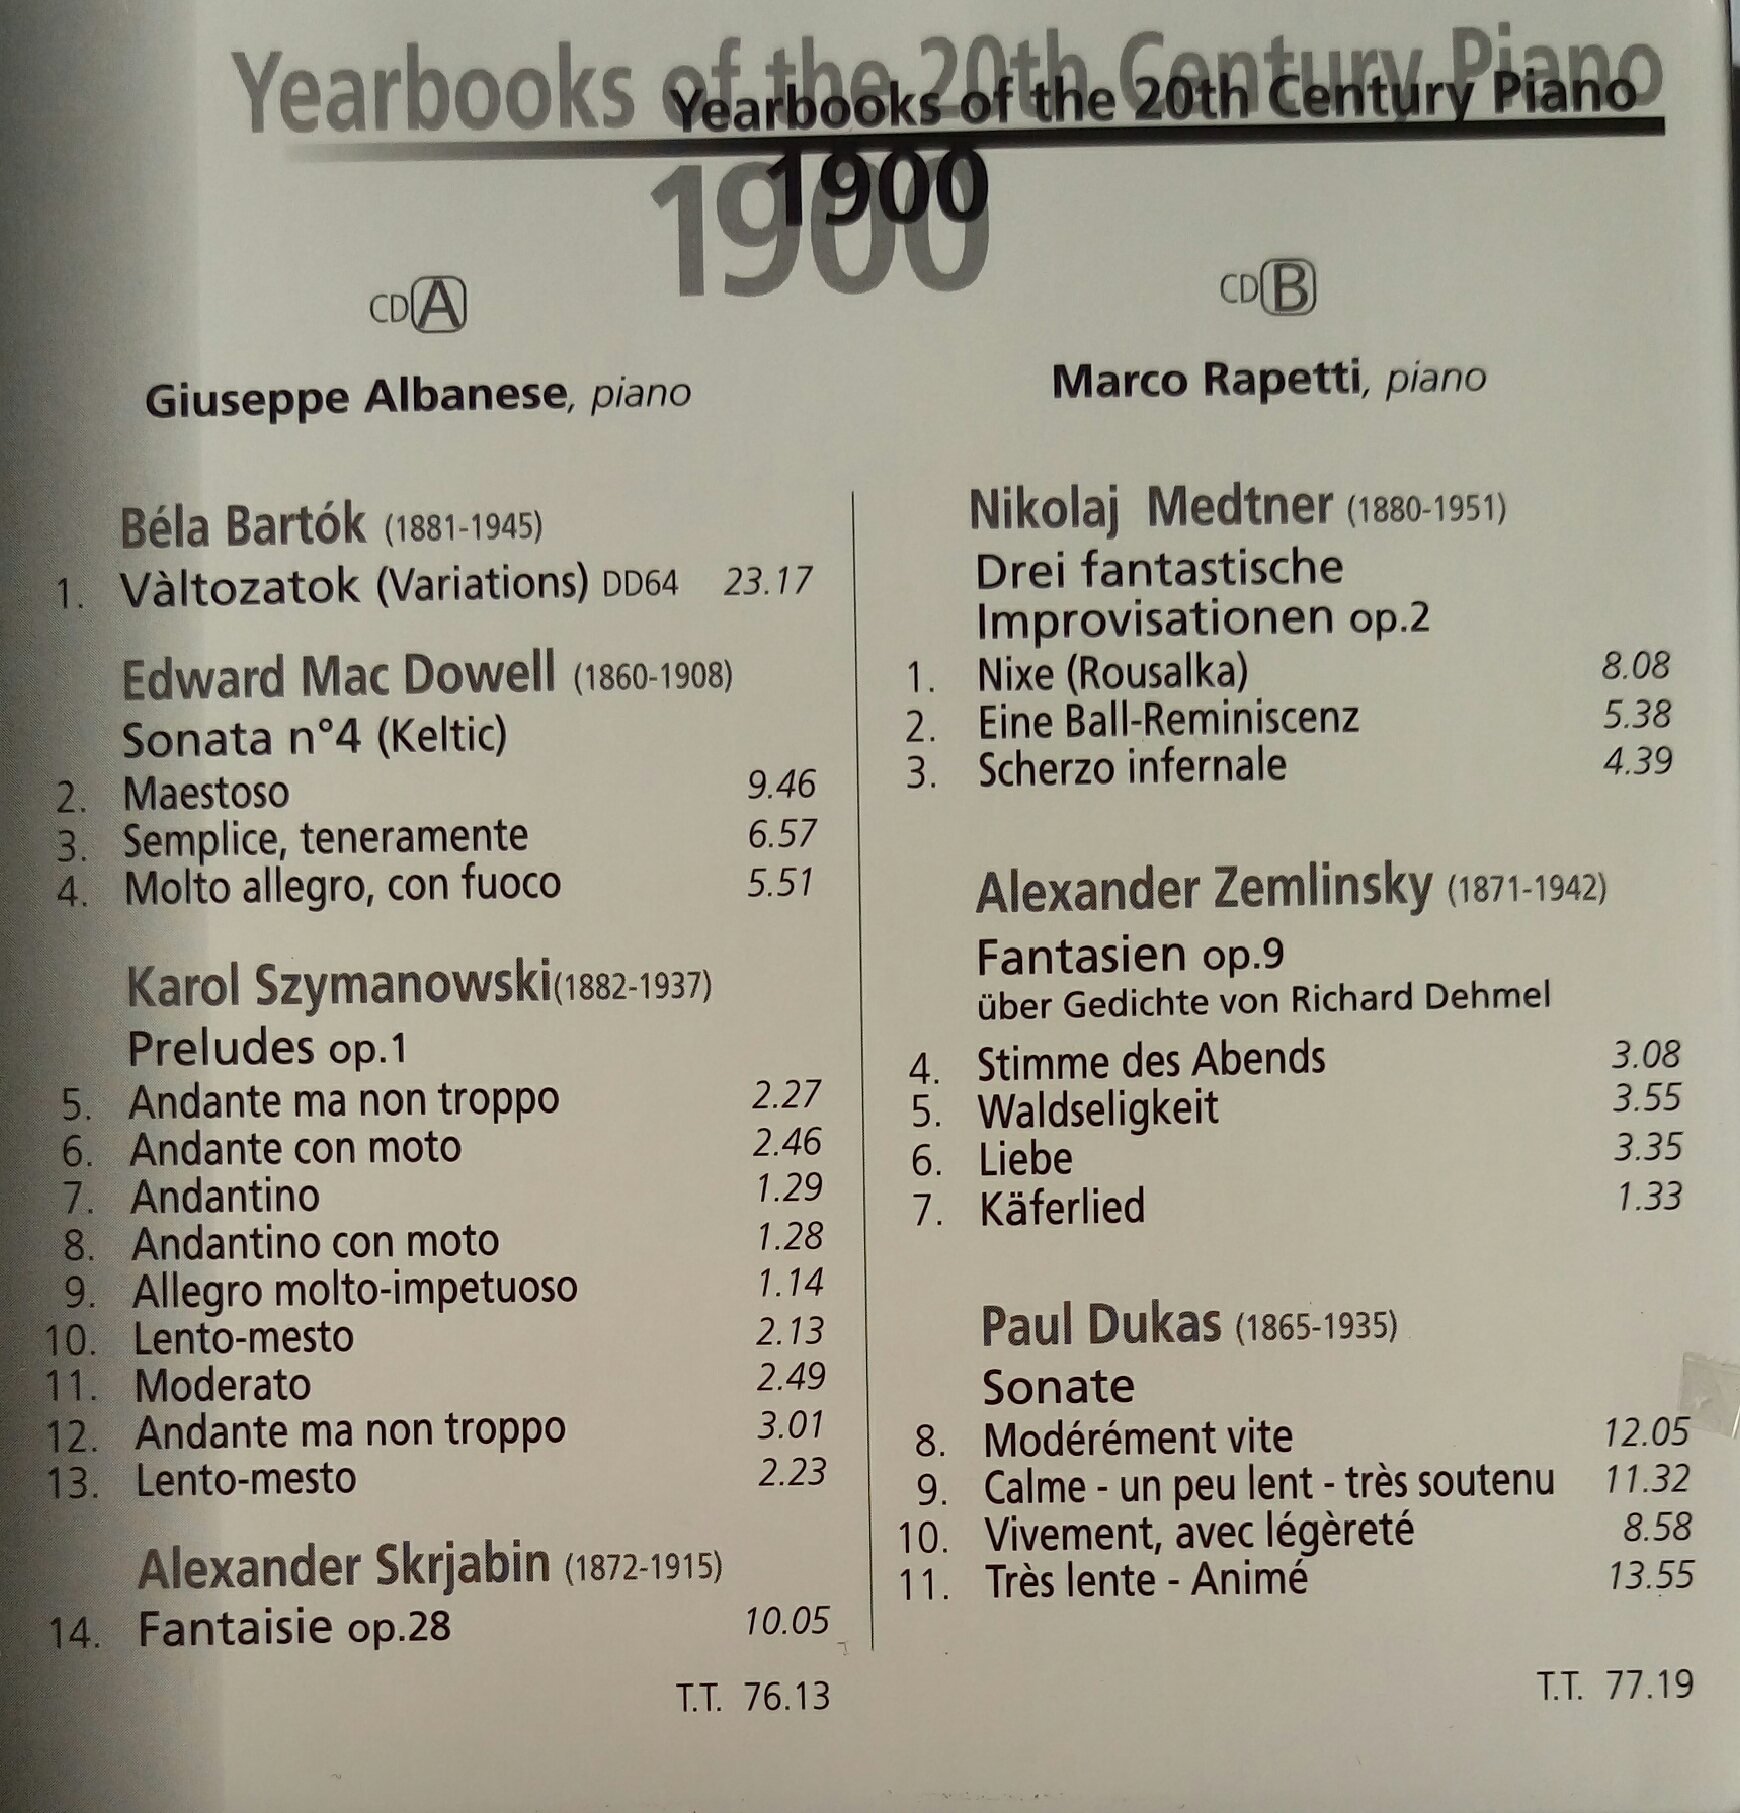 Yearbooks of the 20th Century Piano
Yearbooks of the 20th Century Piano
1900
1900
CD A
Giuseppe Albanese, piano
Béla Bartók (1881-1945)
1. Vàltozatok (Variations) DD64 23.17
Edward Mac Dowell (1860-1908)
Sonata n°4 (Keltic)
2. Maestoso 9.46
3. Semplice, teneramente 6.57
4. Molto allegro, con fuoco 5.51
Karol Szymanowski(1882-1937)
Preludes op.1
5. Andante ma non troppo 2.27
6. Andante con moto 2.46
7. Andantino 1.29
8. Andantino con moto 1.28
9. Allegro molto-impetuoso 1.14
10. Lento-mesto 2.13
11. Moderato 2.49
12. Andante ma non troppo 3.01
13. Lento-mesto 2.23
Alexander Skrjabin (1872-1915)
14. Fantaisie op.28 10.05
T.T. 76.13
CD B
Marco Rapetti, piano
Nikolaj Medtner (1880-1951)
Drei fantastische
Improvisationen op.2
1. Nixe (Rousalka) 8.08
2. Eine Ball-Reminiscenz 5.38
3. Scherzo infernale 4.39
Alexander Zemlinsky (1871-1942)
Fantasien op.9
über Gedichte von Richard Dehmel
4. Stimme des Abends 3.08
5. Waldseligkeit 3.55
6. Liebe 3.35
7. Käferlied 1.33
Paul Dukas (1865-1935)
Sonate
8. Modérément vite 12.05
9. Calme - un peu lent - très soutenu 11.32
10. Vivement, avec légèreté 8.58
11. Très lente - Animé 13.55
T.T. 77.19